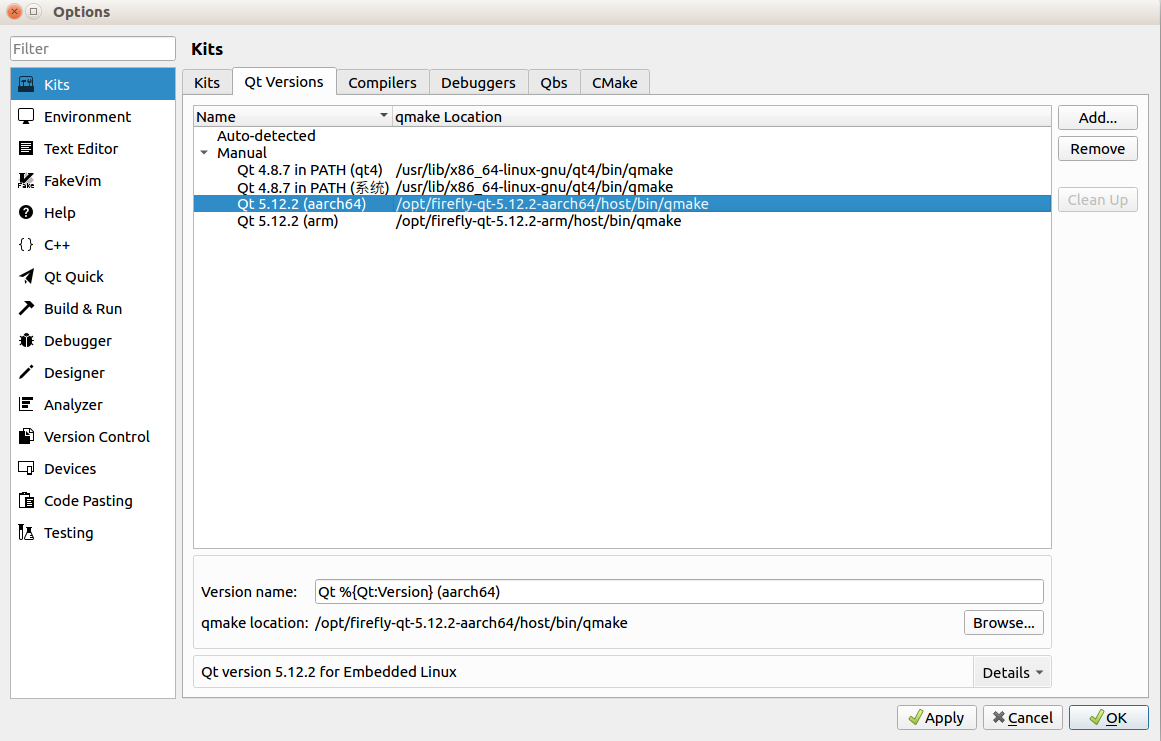 Options
Filter
Kits
Environment
Text Editor
FakeVim
Help
C++
Qt Quick
Build & Run
Debugger
Designer
Analyzer
Version Control
Devices
Code Pasting
Testing
Kits
Kits Qt Versions Compilers Debuggers Qbs CMake
Name qmake Location
Auto-detected
Manual
Qt 4.8.7 in PATH (qt4) /usr/lib/x86_64-linux-gnu/qt4/bin/qmake
Qt 4.8.7 in PATH (系统) /usr/lib/x86_64-linux-gnu/qt4/bin/qmake
Qt 5.12.2 (aarch64) /opt/firefly-qt-5.12.2-aarch64/host/bin/qmake
Qt 5.12.2 (arm) /opt/firefly-qt-5.12.2-arm/host/bin/qmake
Add...
Remove
Clean Up
Version name: Qt %{Qt:Version} (aarch64)
qmake location: /opt/firefly-qt-5.12.2-aarch64/host/bin/qmake Browse...
Qt version 5.12.2 for Embedded Linux Details
Apply Cancel OK